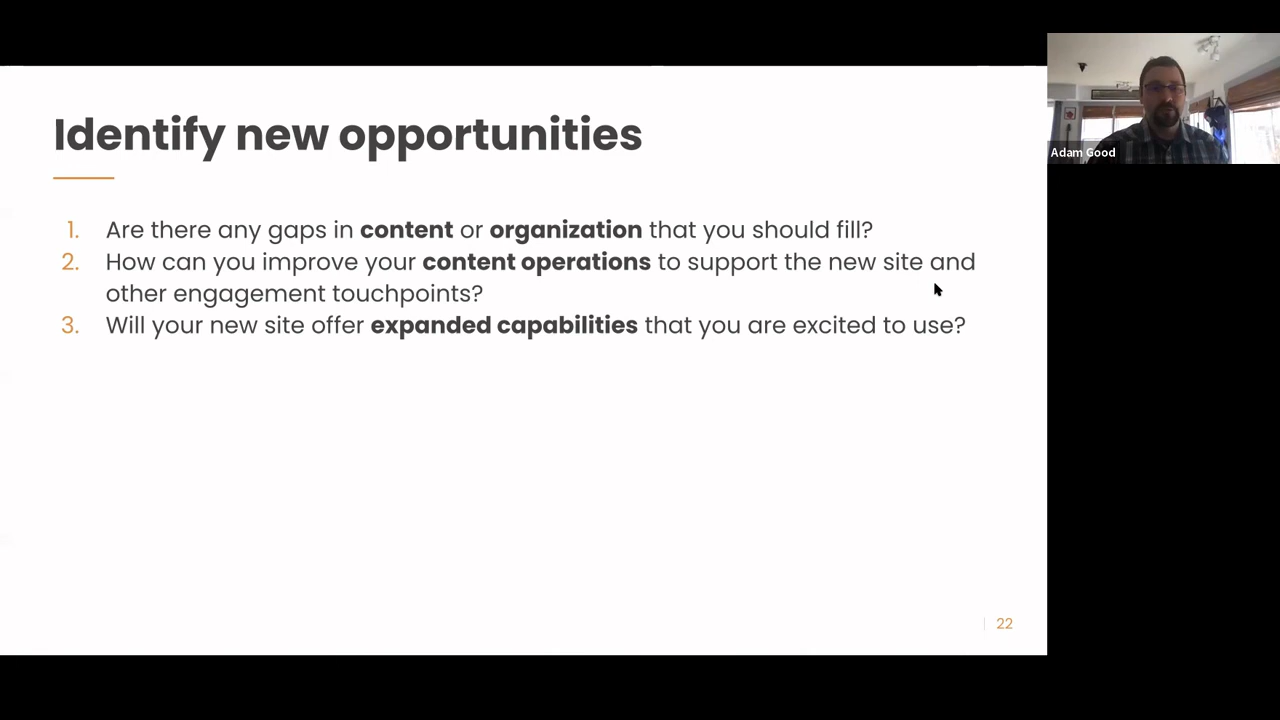 Identify new opportunities
1. Are there any gaps in content or organization that you should fill?
2. How can you improve your content operations to support the new site and
other engagement touchpoints?
3. Will your new site offer expanded capabilities that you are excited to use?
22
Adam Good